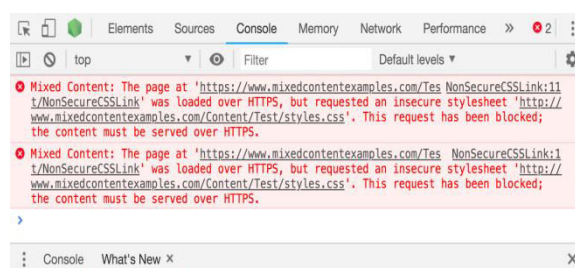 Elements Sources Console Memory Network Performance » 2
top ▼ Filter Default levels ▼
Mixed Content: The page at 'https://www.mixedcontentexamples.com/Tes NonSecureCSSLink:11
t/NonSecureCSSLink' was loaded over HTTPS, but requested an insecure stylesheet 'http://
www.mixedcontentexamples.com/Content/Test/styles.css'. This request has been blocked;
the content must be served over HTTPS.
Mixed Content: The page at 'https://www.mixedcontentexamples.com/Tes NonSecureCSSLink:1
t/NonSecureCSSLink' was loaded over HTTPS, but requested an insecure stylesheet 'http://
www.mixedcontentexamples.com/Content/Test/styles.css'. This request has been blocked;
the content must be served over HTTPS.
>
Console What's New ×